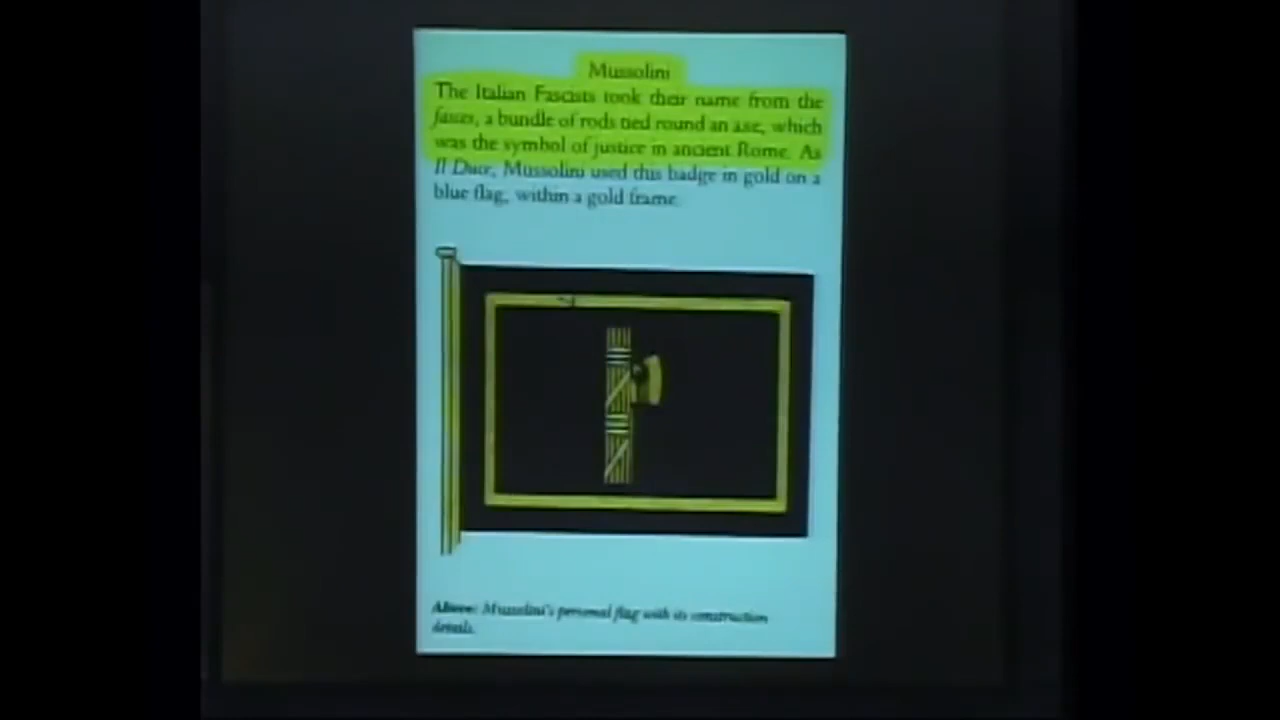 Mussolini
The Italian Fascists took their name from the
fasces, a bundle of rods tied round an axe, which
was the symbol of justice in ancient Rome. As
Il Duce, Mussolini used this badge in gold on a
blue flag, within a gold frame.
Above: Mussolini's personal flag with its construction
details.